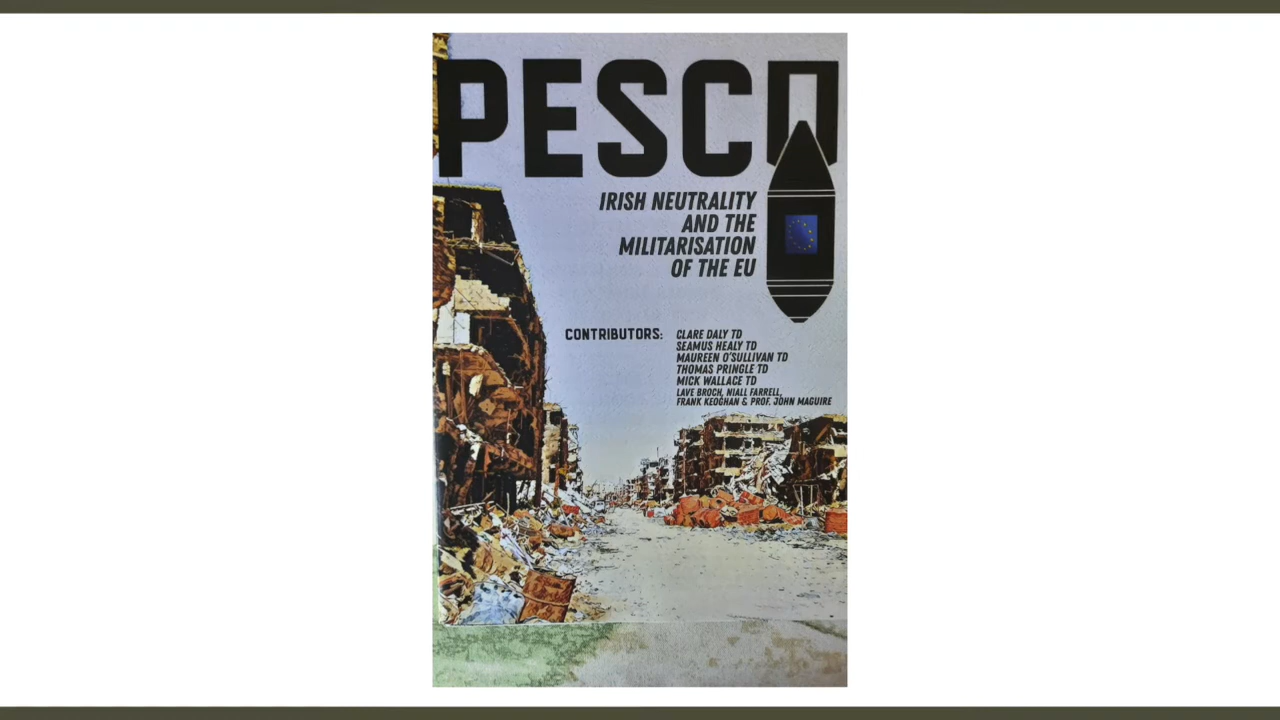 PESCO
IRISH NEUTRALITY
AND THE
MILITARISATION
OF THE EU
CONTRIBUTORS:
CLARE DALY TD
SEAMUS HEALY TD
MAUREEN O'SULLIVAN TD
THOMAS PRINGLE TD
MICK WALLACE TD
LAVE BROCH, NIALL FARRELL,
FRANK KEOGHAN & PROF. JOHN MAGUIRE